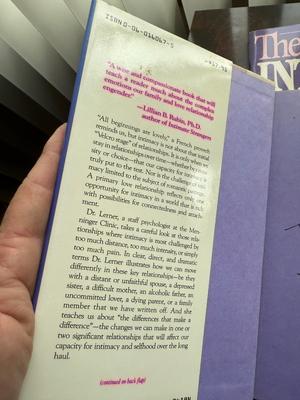 ISBN 0-06-016067-5
>$17.95
"A wise and compassionate book that will
teach a reader much about the complex
emotions our family and love relationships
engender."
—Lillian B. Rubin, Ph.D.
author of Intimate Strangers
"All beginnings are lovely," a French proverb
reminds us, but intimacy is not about that initial
"Velcro stage" of relationships. It is only when we
stay in relationships over time—whether by
sity or choice—that our capacity for intimacy is
truly put to the test. Nor is the challenge of inti-
macy limited to the subject of romantic partners.
A primary love relationship reflects only one
opportunity for intimacy in a world that is rich
with possibilities for connectedness and attach-
ment.
Dr. Lerner, a staff psychologist at the Men-
ninger Clinic, takes a careful look at those rela-
tionships where intimacy is most challenged by
too much distance, too much intensity, or simply
too much pain. In clear, direct, and dramatic
terms Dr. Lerner illustrates how we can move
differently in these key relationships—be they
with a distant or unfaithful spouse, a depressed
sister, a difficult mother, an alcoholic father, an
uncommitted lover, a dying parent, or a family
member that we have written off. And she
teaches us about "the differences that make a
difference"—the changes we can make in one or
two significant relationships that will affect our
capacity for intimacy and selfhood over the long
haul.
(continued on back flap)
The
IN